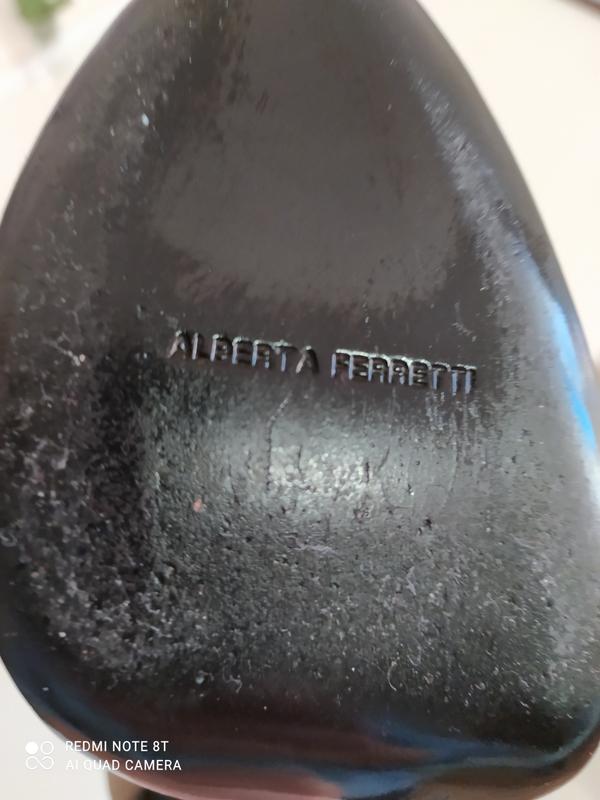 ALBERTA FERRETTI
REDMI NOTE 8T
AI QUAD CAMERA